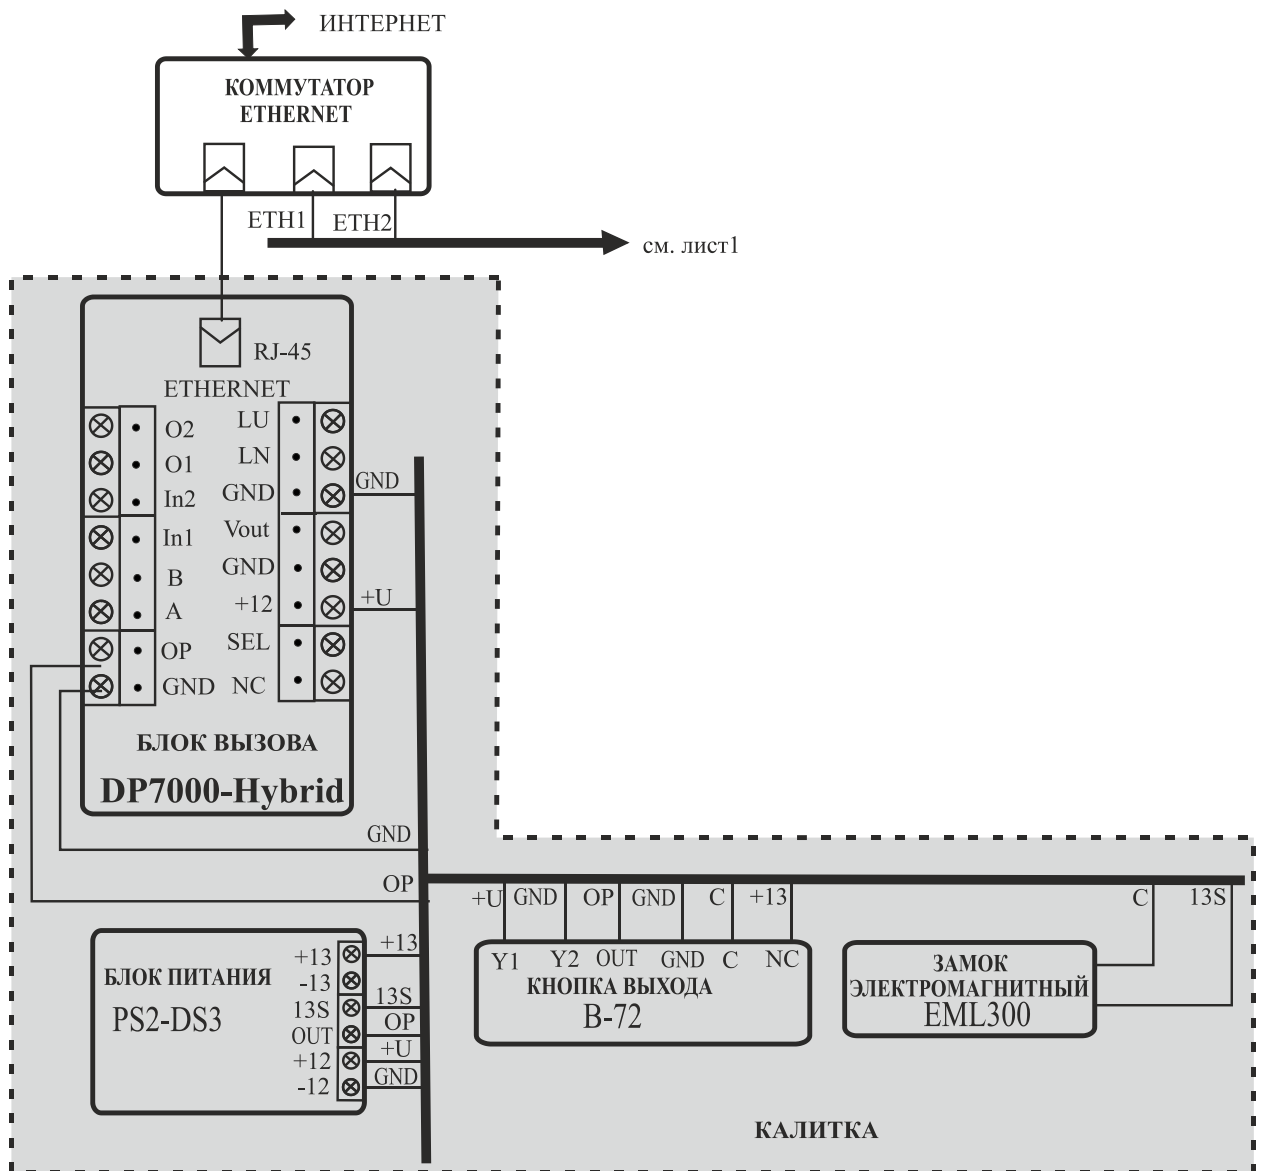 ИНТЕРНЕТ
КОММУТАТОР
ETHERNET
ETH1
ETH2
см. лист1
RJ-45
ETHERNET
O2
O1
In2
In1
B
A
OP
GND
LU
LN
GND
Vout
GND
+12
SEL
NC
GND
+U
БЛОК ВЫЗОВА
DP7000-Hybrid
GND
OP
+U
GND
OP
GND
C
+13
C
13S
БЛОК ПИТАНИЯ
PS2-DS3
+13
-13
13S
OUT
+12
-12
+13
13S
OP
+U
GND
Y1
Y2
OUT
GND
C
NC
КНОПКА ВЫХОДА
B-72
ЗАМОК
ЭЛЕКТРОМАГНИТНЫЙ
EML300
КАЛИТКА